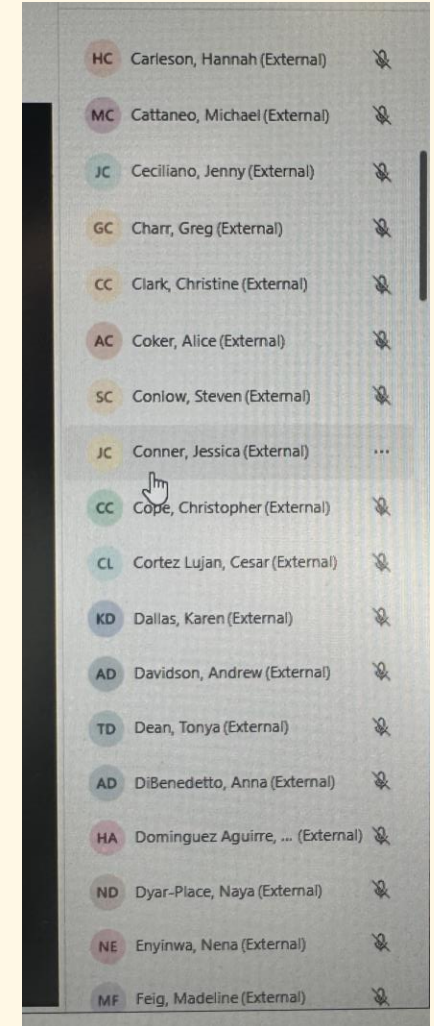 HC Carleson, Hannah (External)
MC Cattaneo, Michael (External)
JC Ceciliano, Jenny (External)
GC Charr, Greg (External)
CC Clark, Christine (External)
AC Coker, Alice (External)
SC Conlow, Steven (External)
JC Conner, Jessica (External) ...
CC Cope, Christopher (External)
CL Cortez Lujan, Cesar (External)
KD Dallas, Karen (External)
AD Davidson, Andrew (External)
TD Dean, Tonya (External)
AD DiBenedetto, Anna (External)
HA Dominguez Aguirre, ... (External)
ND Dyar-Place, Naya (External)
NE Enyinwa, Nena (External)
MF Feig, Madeline (External)